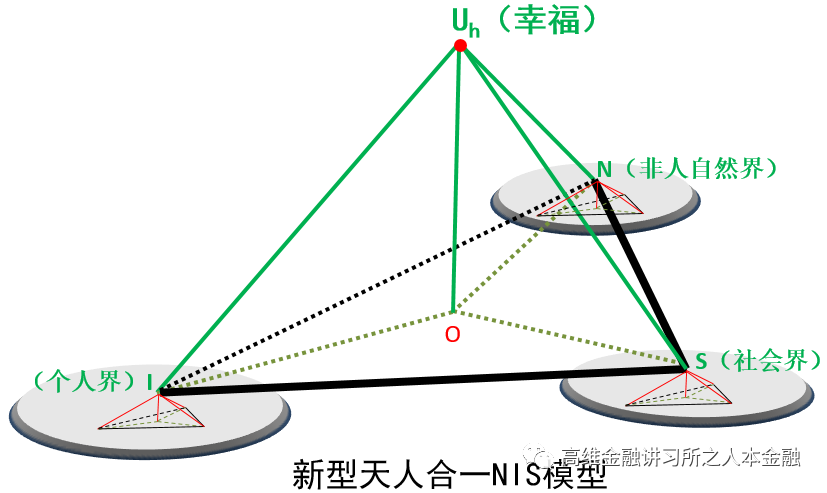 Uh（幸福）
N（非人自然界）
O
（个人界）I
S（社会界）
高维金融讲习所之人本金融
新型天人合一NIS模型